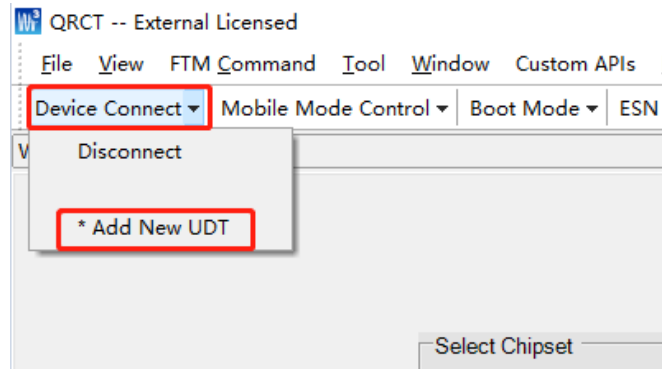 QRCT -- External Licensed
File View FTM Command Tool Window Custom APIs
Device Connect Mobile Mode Control Boot Mode ESN
Disconnect
* Add New UDT
Select Chipset